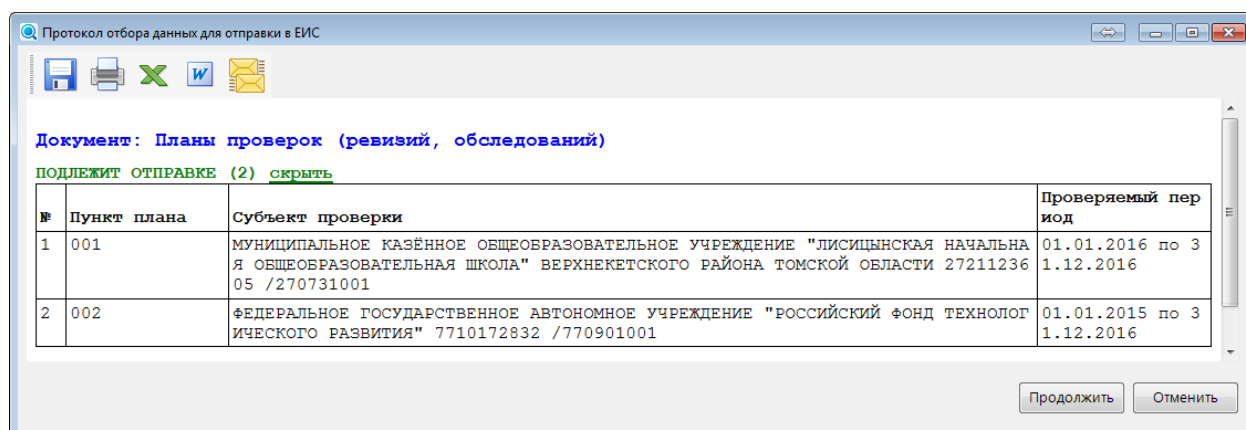 Протокол отбора данных для отправки в ЕИС
W
Документ: Планы проверок (ревизий, обследований)
ПОДЛЕЖИТ ОТПРАВКЕ (2) скрыть
№ Пункт плана Субъект проверки Проверяемый пер
иод
1 001 МУНИЦИПАЛЬНОЕ КАЗЁННОЕ ОБЩЕОБРАЗОВАТЕЛЬНОЕ УЧРЕЖДЕНИЕ "ЛИСИЦЫНСКАЯ НАЧАЛЬНА 01.01.2016 по 3
Я ОБЩЕОБРАЗОВАТЕЛЬНАЯ ШКОЛА" ВЕРХНЕКЕТСКОГО РАЙОНА ТОМСКОЙ ОБЛАСТИ 27211236 1.12.2016
05 /270731001
2 002 ФЕДЕРАЛЬНОЕ ГОСУДАРСТВЕННОЕ АВТОНОМНОЕ УЧРЕЖДЕНИЕ "РОССИЙСКИЙ ФОНД ТЕХНОЛОГ 01.01.2015 по 3
ИЧЕСКОГО РАЗВИТИЯ" 7710172832 /770901001 1.12.2016
Продолжить Отменить